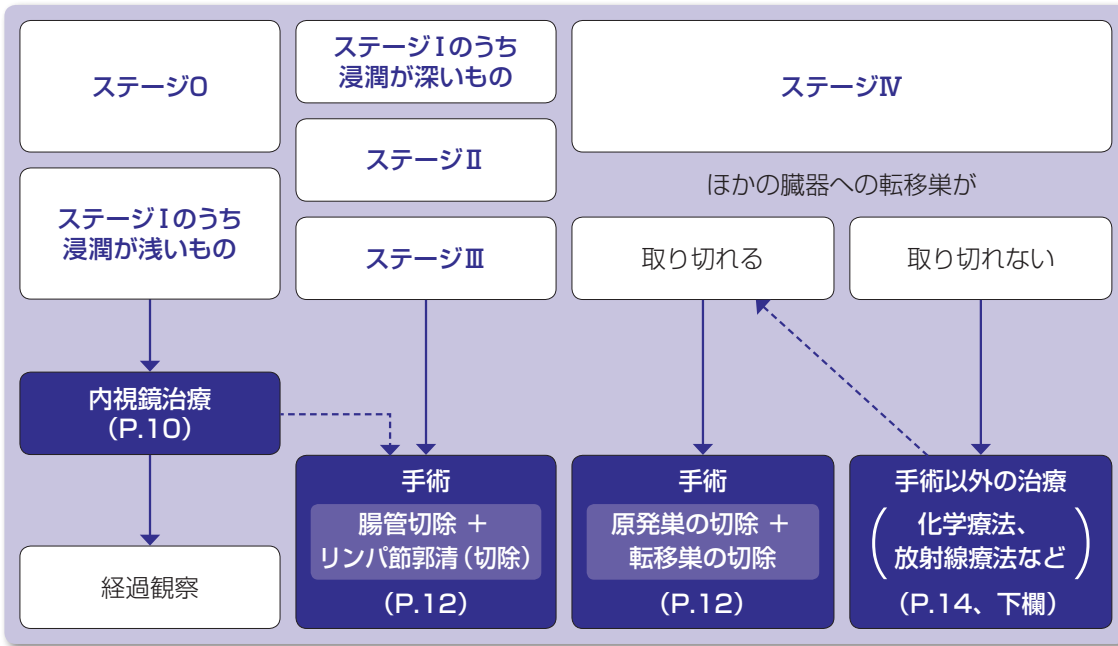 ステージ0
ステージⅠのうち
浸潤が浅いもの
内視鏡治療
（P.10）
経過観察
ステージⅠのうち
浸潤が深いもの
ステージⅡ
ステージⅢ
手術
腸管切除 ＋
リンパ節郭清（切除）
（P.12）
ステージⅣ
ほかの臓器への転移巣が
取り切れる
手術
原発巣の切除 ＋
転移巣の切除
（P.12）
取り切れない
手術以外の治療
（化学療法、
放射線療法など）
（P.14、下欄）